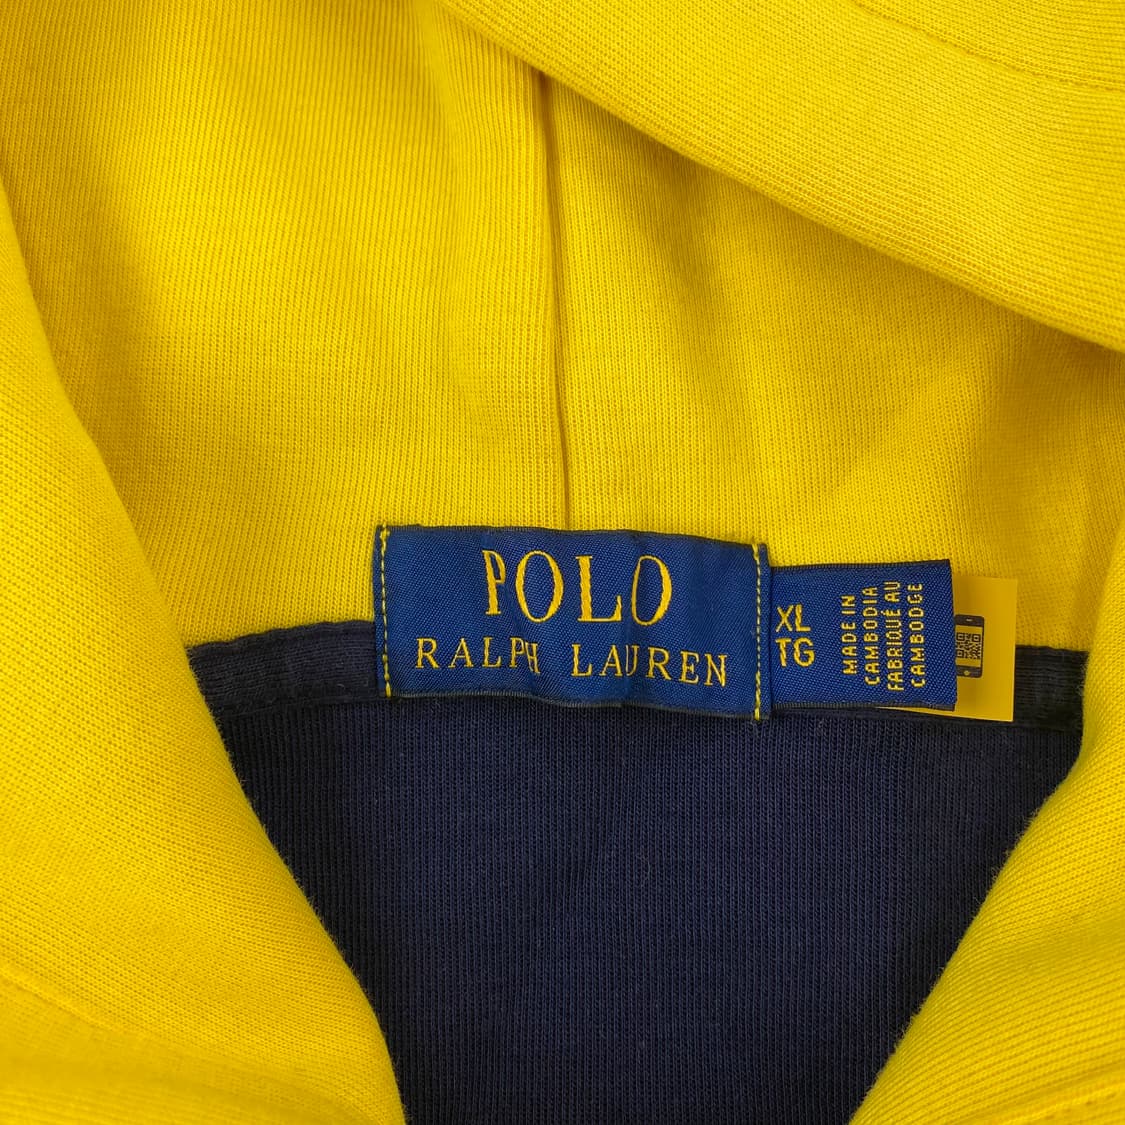 POLO
RALPH LAUREN
XL
TG
MADE IN
CAMBODIA
FABRIQUÉ AU
CAMBODGE